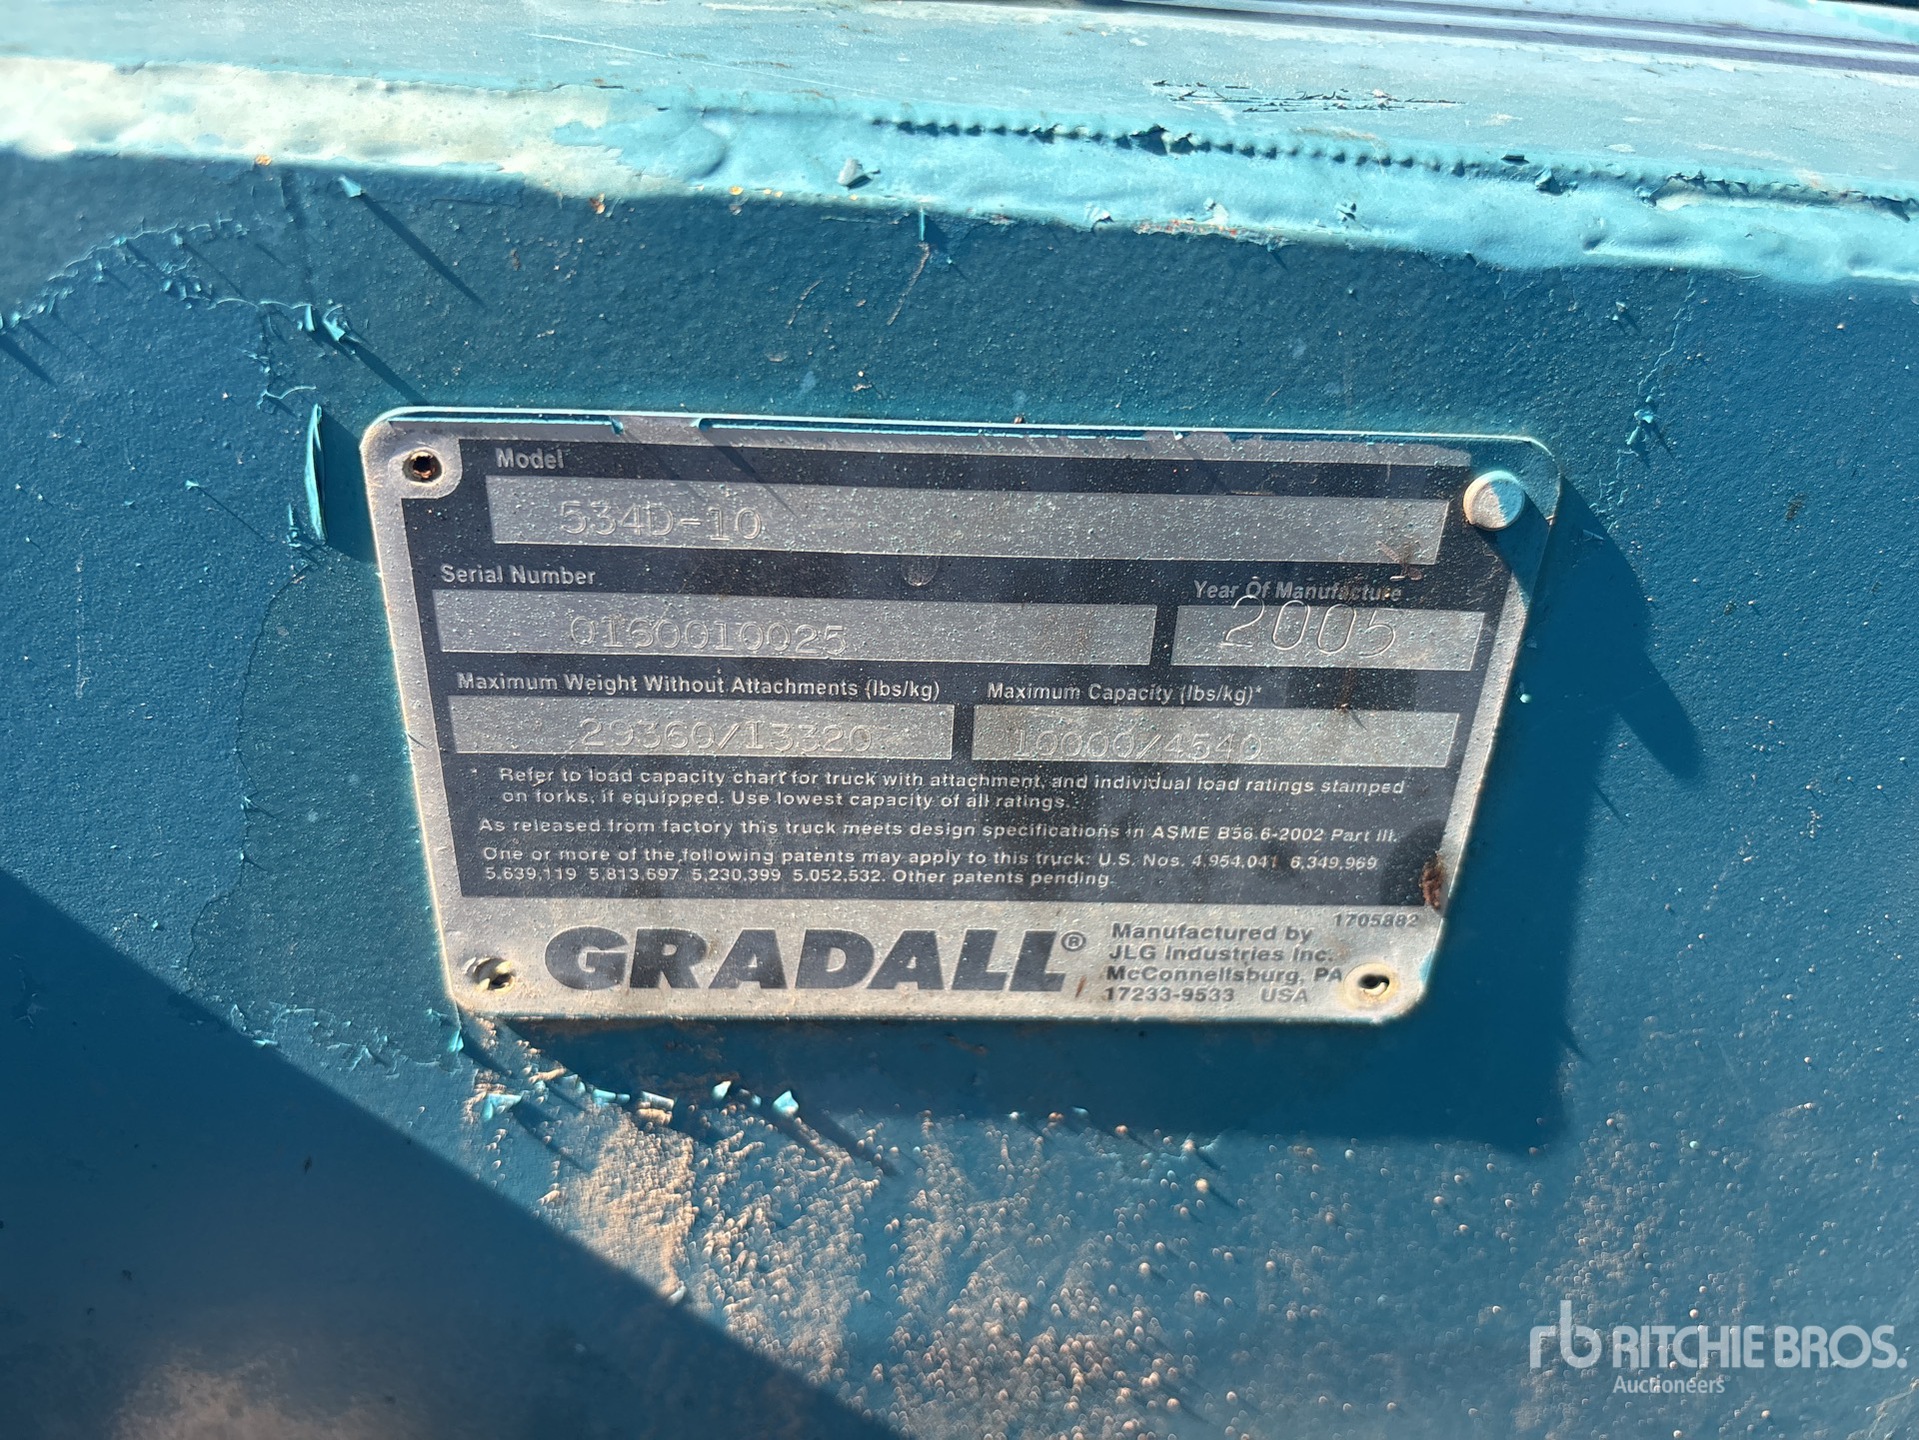 Model
534D-10
Serial Number
0160010025
Year Of Manufacture
2005
Maximum Weight Without Attachments (lbs/kg)
29360/13320
Maximum Capacity (lbs/kg)*
10000/4540
* Refer to load capacity chart for truck with attachment, and individual load ratings stamped
on forks, if equipped. Use lowest capacity of all ratings.
As released from factory this truck meets design specifications in ASME B56.6-2002 Part III.
One or more of the following patents may apply to this truck: U.S. Nos. 4,954,041 6,349,969
5,639,119 5,813,697 5,230,399 5,052,532. Other patents pending.
1705882
GRADALL®
Manufactured by
JLG Industries Inc.
McConnellsburg, PA
17233-9533 USA
rb RITCHIE BROS.
Auctioneers